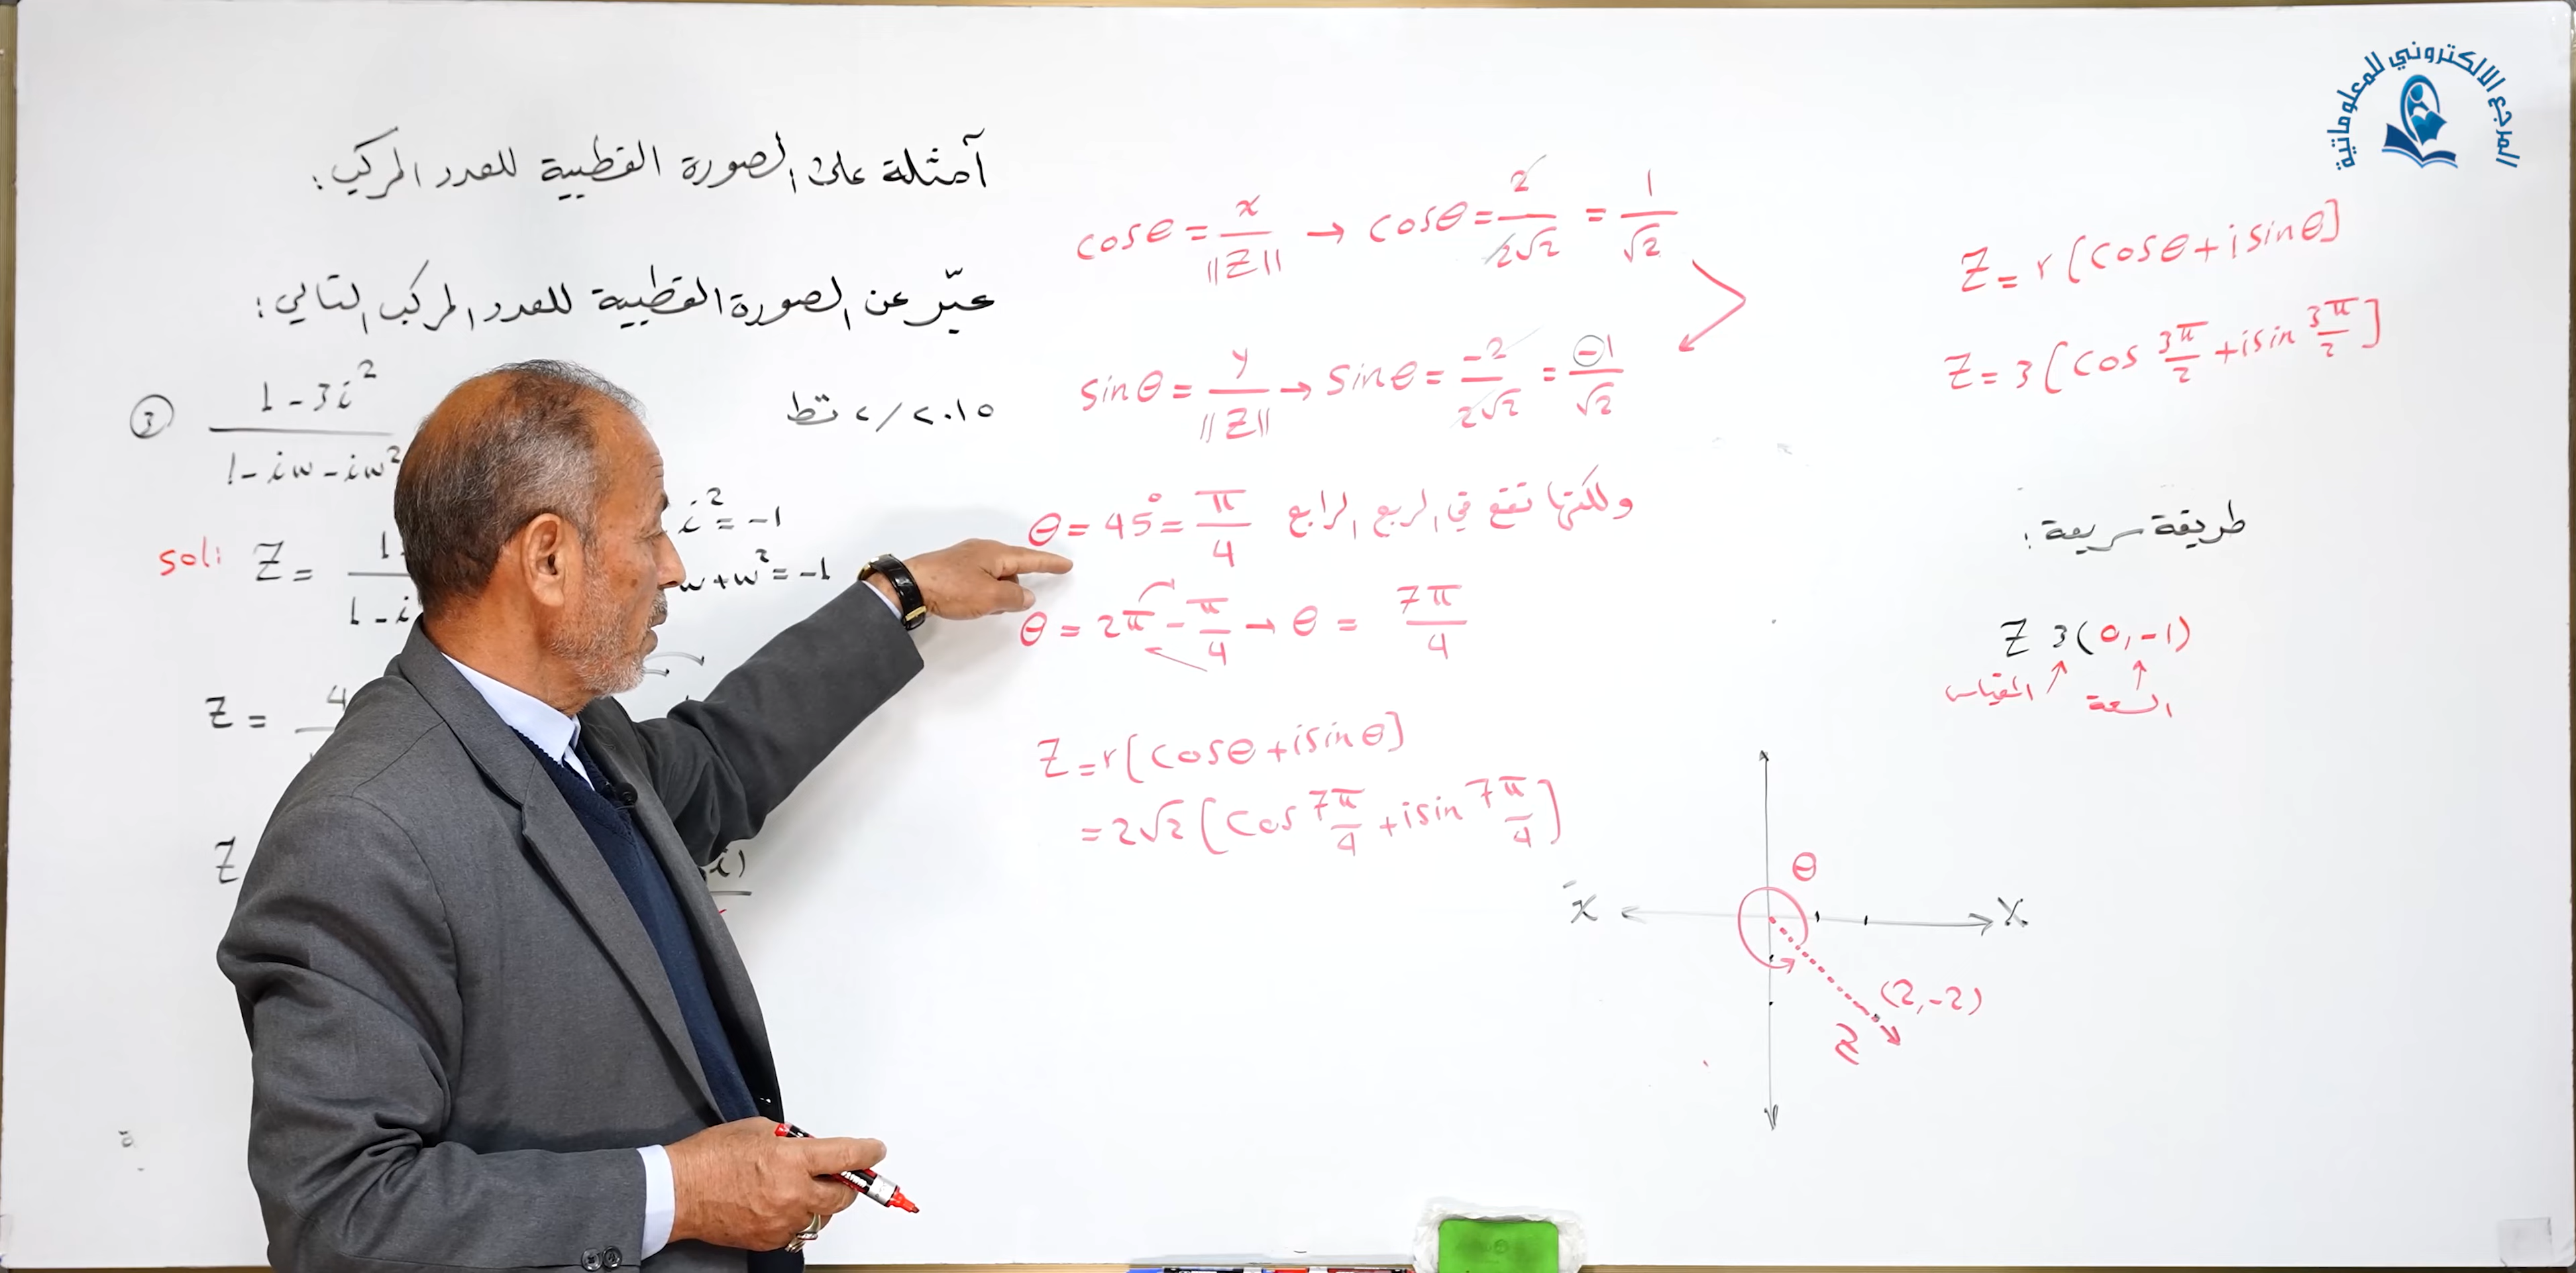 المرجع الالكتروني للمعلوماتية
أمثلة على الصورة القطبية للعدد المركب :
عبّر عن الصورة القطبية للعدد المركب التالي :
③ 1-3i² / 1-iw-iw²
٢٠١٥ / ٢ تط
i² = -1
w+w² = -1
sol: Z =
Z = 4
Z
cosθ = x/||Z|| → cosθ = 2/2√2 = 1/√2
sinθ = y/||Z|| → sinθ = -2/2√2 = -1/√2
θ = 45° = π/4 ولكنها تقع في الربع الرابع
θ = 2π - π/4 → θ = 7π/4
Z = r[cosθ + isinθ]
= 2√2 [cos 7π/4 + isin 7π/4]
Z = r[cosθ + isinθ]
Z = 3[cos 3π/2 + isin 3π/2]
طريقة سريعة :
Z 3(0,-1)
المقياس السعة
θ
x̄ X
(2,-2)
Z